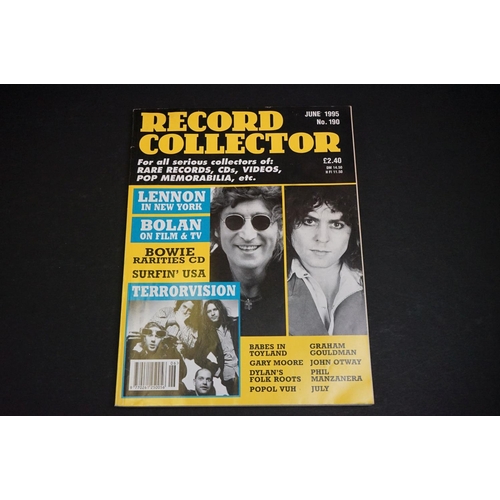 RECORD
COLLECTOR
JUNE 1995
No. 190
£2.40
For all serious collectors of:
RARE RECORDS, CDs, VIDEOS,
POP MEMORABILIA, etc.
LENNON
IN NEW YORK
BOLAN
ON FILM & TV
BOWIE
RARITIES CD
SURFIN' USA
TERRORVISION
BABES IN
TOYLAND
GARY MOORE
DYLAN'S
FOLK ROOTS
POPOL VUH
GRAHAM
GOULDMAN
JOHN OTWAY
PHIL
MANZANERA
JULY